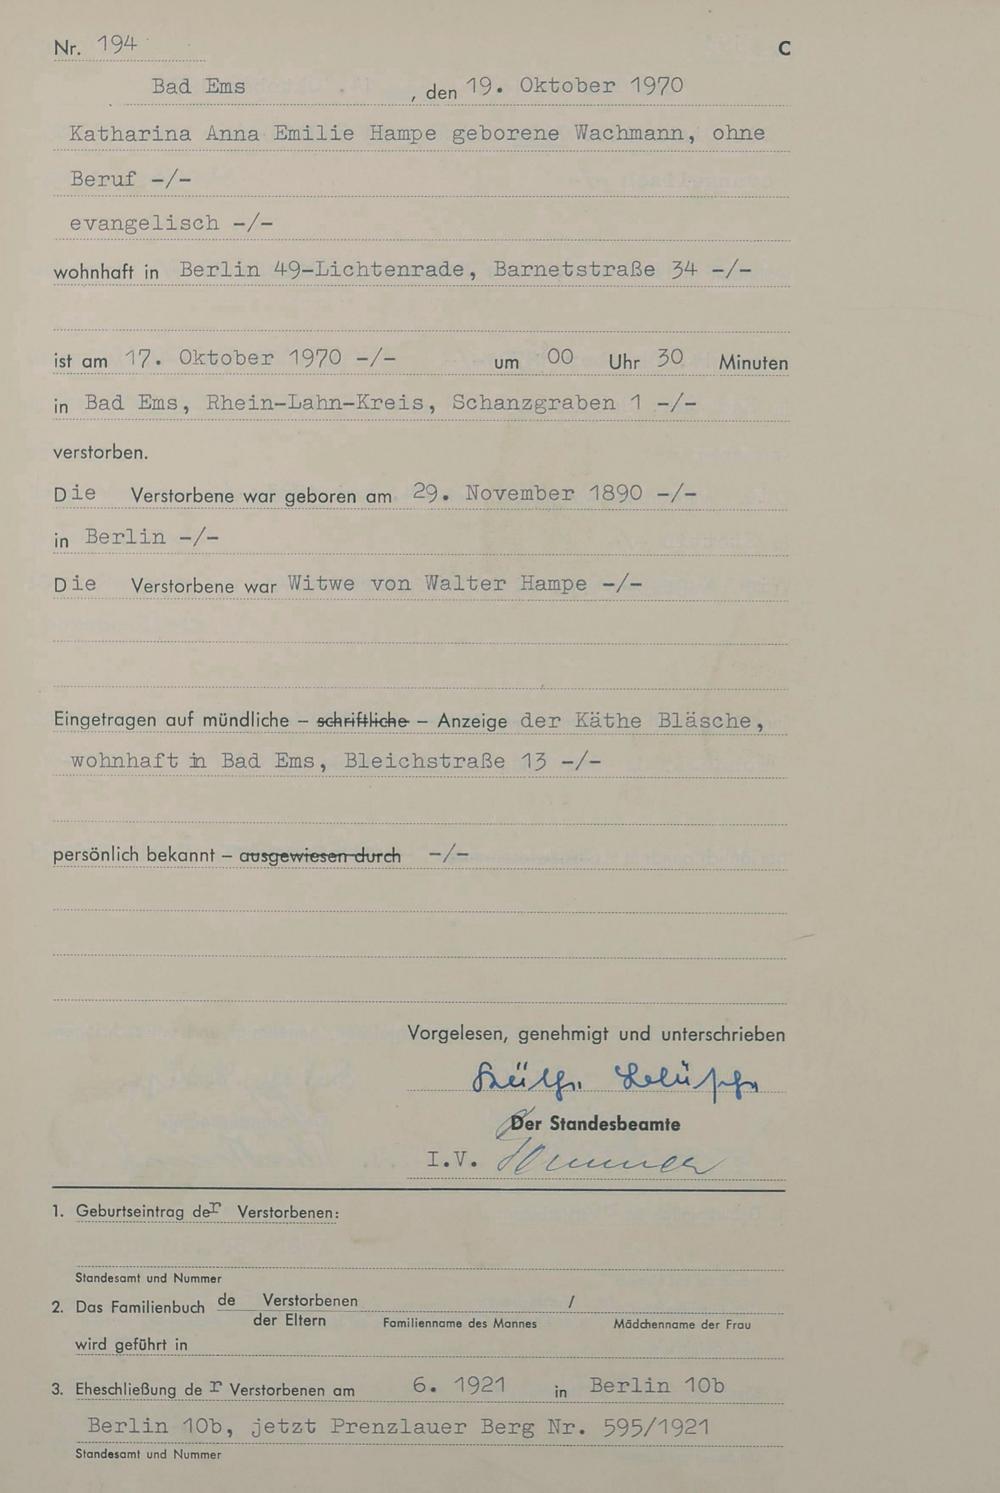 Nr. 194 C
Bad Ems , den 19. Oktober 1970
Katharina Anna Emilie Hampe geborene Wachmann, ohne
Beruf -/-
evangelisch -/-
wohnhaft in Berlin 49-Lichtenrade, Barnetstraße 34 -/-
ist am 17. Oktober 1970 -/- um 00 Uhr 30 Minuten
in Bad Ems, Rhein-Lahn-Kreis, Schanzgraben 1 -/-
verstorben.
Die Verstorbene war geboren am 29. November 1890 -/-
in Berlin -/-
Die Verstorbene war Witwe von Walter Hampe -/-
Eingetragen auf mündliche – schriftliche – Anzeige der Käthe Bläsche,
wohnhaft in Bad Ems, Bleichstraße 13 -/-
persönlich bekannt – ausgewiesen durch -/-
Vorgelesen, genehmigt und unterschrieben
Käthe Bläsche
Der Standesbeamte
I.V.
1. Geburtseintrag der Verstorbenen:
Standesamt und Nummer
2. Das Familienbuch de Verstorbenen /
der Eltern Familienname des Mannes Mädchenname der Frau
wird geführt in
3. Eheschließung der Verstorbenen am 6. 1921 in Berlin 10b
Berlin 10b, jetzt Prenzlauer Berg Nr. 595/1921
Standesamt und Nummer